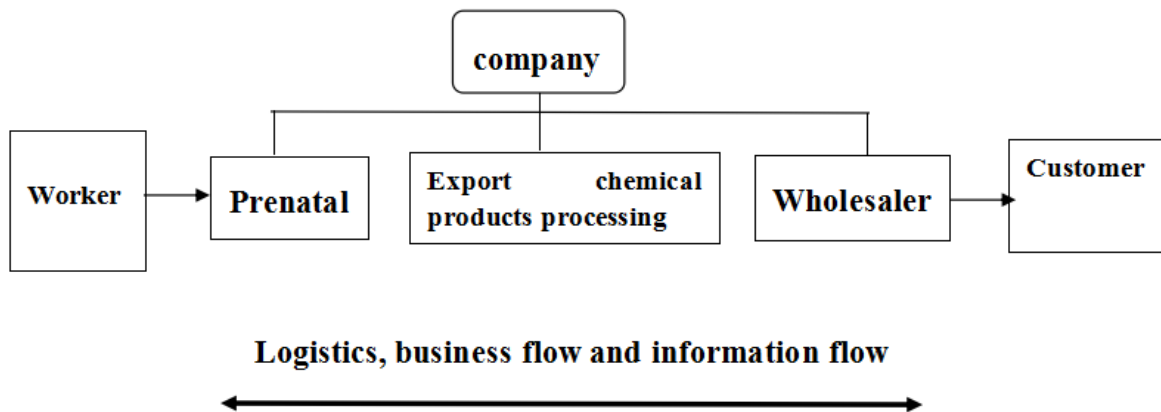 company
Worker
Prenatal
Export chemical
products processing
Wholesaler
Customer
Logistics, business flow and information flow